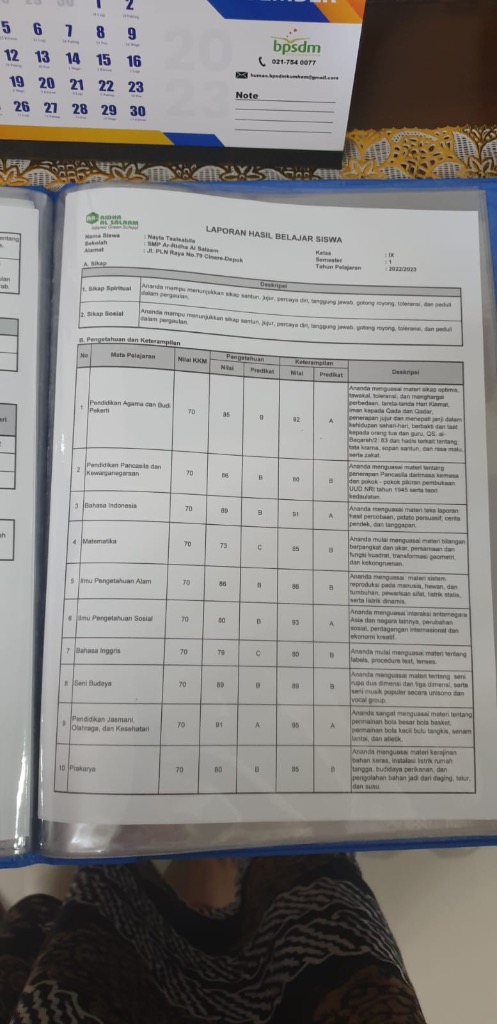 1 2
5 6 7 8 9
12 13 14 15 16
19 20 21 22 23
26 27 28 29 30
bpsdm
021-754 0077
Note
AR RIDHA
AL SALAAM
Islamic Green School
LAPORAN HASIL BELAJAR SISWA
Nama Siswa : Nayla Tsalsabila
Sekolah : SMP Ar-Ridha Al Salaam
Alamat : Jl. PLN Raya No.79 Cinere-Depok
Kelas : IX
Semester : 1
Tahun Pelajaran : 2022/2023
A. Sikap
Deskripsi
1. Sikap Spiritual Ananda mampu menunjukkan sikap santun, jujur, percaya diri, tanggung jawab, gotong royong, toleransi, dan peduli
dalam pergaulan.
2. Sikap Sosial Ananda mampu menunjukkan sikap santun, jujur, percaya diri, tanggung jawab, gotong royong, toleransi, dan peduli
dalam pergaulan.
B. Pengetahuan dan Keterampilan
No Mata Pelajaran Nilai KKM Pengetahuan Keterampilan Deskripsi
Nilai Predikat Nilai Predikat
1 Pendidikan Agama dan Budi
Pekerti 70 85 B 92 A
Ananda menguasai materi sikap optimis,
tawakal, toleransi, dan menghargai
perbedaan, tanda-tanda Hari Kiamat,
iman kepada Qada dan Qadar,
penerapan jujur dan menepati janji dalam
kehidupan sehari-hari, berbakti dan taat
kepada orang tua dan guru, QS. al-
Baqarah/2: 83 dan hadis terkait tentang
tata krama, sopan santun, dan rasa malu,
serta zakat.
2 Pendidikan Pancasila dan
Kewarganegaraan 70 86 B 80 B
Ananda menguasai materi tentang
penerapan Pancasila darimasa kemasa
dan pokok - pokok pikiran pembukaan
UUD NRI tahun 1945 serta teori
kedaulatan.
3 Bahasa Indonesia 70 89 B 91 A
Ananda menguasai materi teks laporan
hasil percobaan, pidato persuasif, cerita
pendek, dan tanggapan.
4 Matematika 70 73 C 85 B
Ananda mulai menguasai materi bilangan
berpangkat dan akar, persamaan dan
fungsi kuadrat, transformasi geometri,
dan kekongruenan.
5 Ilmu Pengetahuan Alam 70 86 B 86 B
Ananda menguasai materi sistem
reproduksi pada manusia, hewan, dan
tumbuhan, pewarisan sifat, listrik statis,
serta listrik dinamis.
6 Ilmu Pengetahuan Sosial 70 80 B 93 A
Ananda menguasai interaksi antarnegara
Asia dan negara lainnya, perubahan
sosial, perdagangan internasional dan
ekonomi kreatif.
7 Bahasa Inggris 70 79 C 80 B
Ananda mulai menguasai materi tentang
labels, procedure text, tenses.
8 Seni Budaya 70 89 B 89 B
Ananda menguasai materi tentang seni
rupa dua dimensi dan tiga dimensi, serta
seni musik populer secara unisono dan
vocal group.
9 Pendidikan Jasmani,
Olahraga, dan Kesehatan 70 91 A 95 A
Ananda sangat menguasai materi tentang
permainan bola besar bola basket,
permainan bola kecil bulu tangkis, senam
lantai, dan atletik.
10 Prakarya 70 80 B 85 B
Ananda menguasai materi kerajinan
bahan keras, instalasi listrik rumah
tangga, budidaya perikanan, dan
pengolahan bahan jadi dari daging, telur,
dan susu.